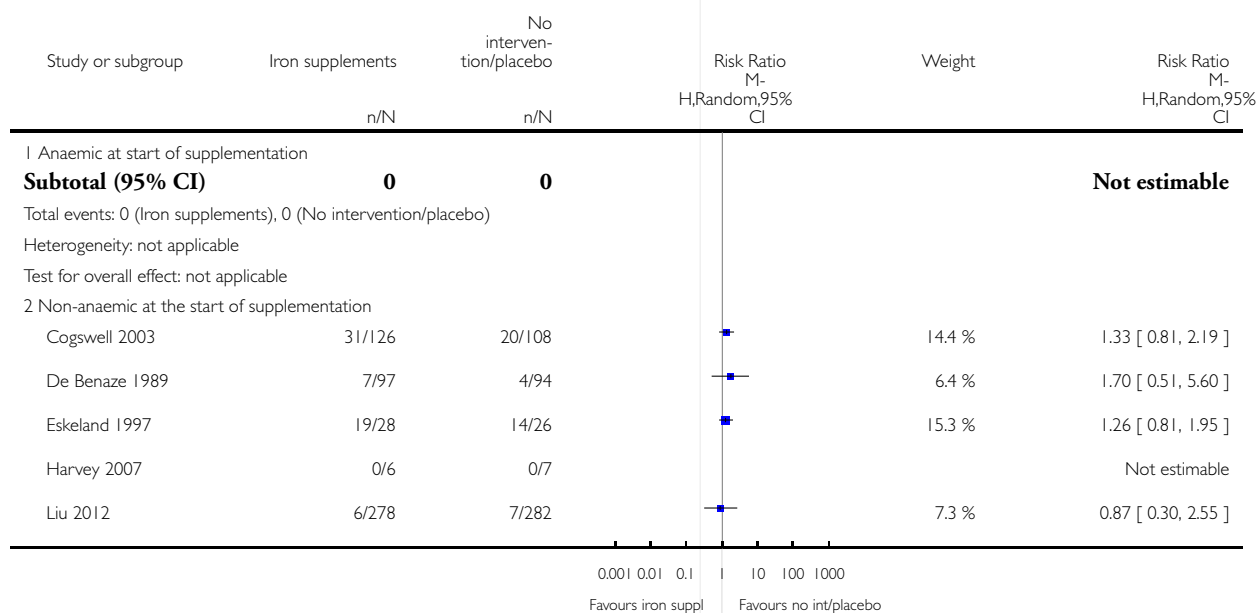 Study or subgroup Iron supplements No interven- tion/placebo Risk Ratio Weight Risk Ratio
n/N n/N M- H,Random,95% CI M- H,Random,95% CI
1 Anaemic at start of supplementation
Subtotal (95% CI) 0 0 Not estimable
Total events: 0 (Iron supplements), 0 (No intervention/placebo)
Heterogeneity: not applicable
Test for overall effect: not applicable
2 Non-anaemic at the start of supplementation
Cogswell 2003 31/126 20/108 14.4 % 1.33 [ 0.81, 2.19 ]
De Benaze 1989 7/97 4/94 6.4 % 1.70 [ 0.51, 5.60 ]
Eskeland 1997 19/28 14/26 15.3 % 1.26 [ 0.81, 1.95 ]
Harvey 2007 0/6 0/7 Not estimable
Liu 2012 6/278 7/282 7.3 % 0.87 [ 0.30, 2.55 ]
0.001 0.01 0.1 1 10 100 1000
Favours iron suppl Favours no int/placebo